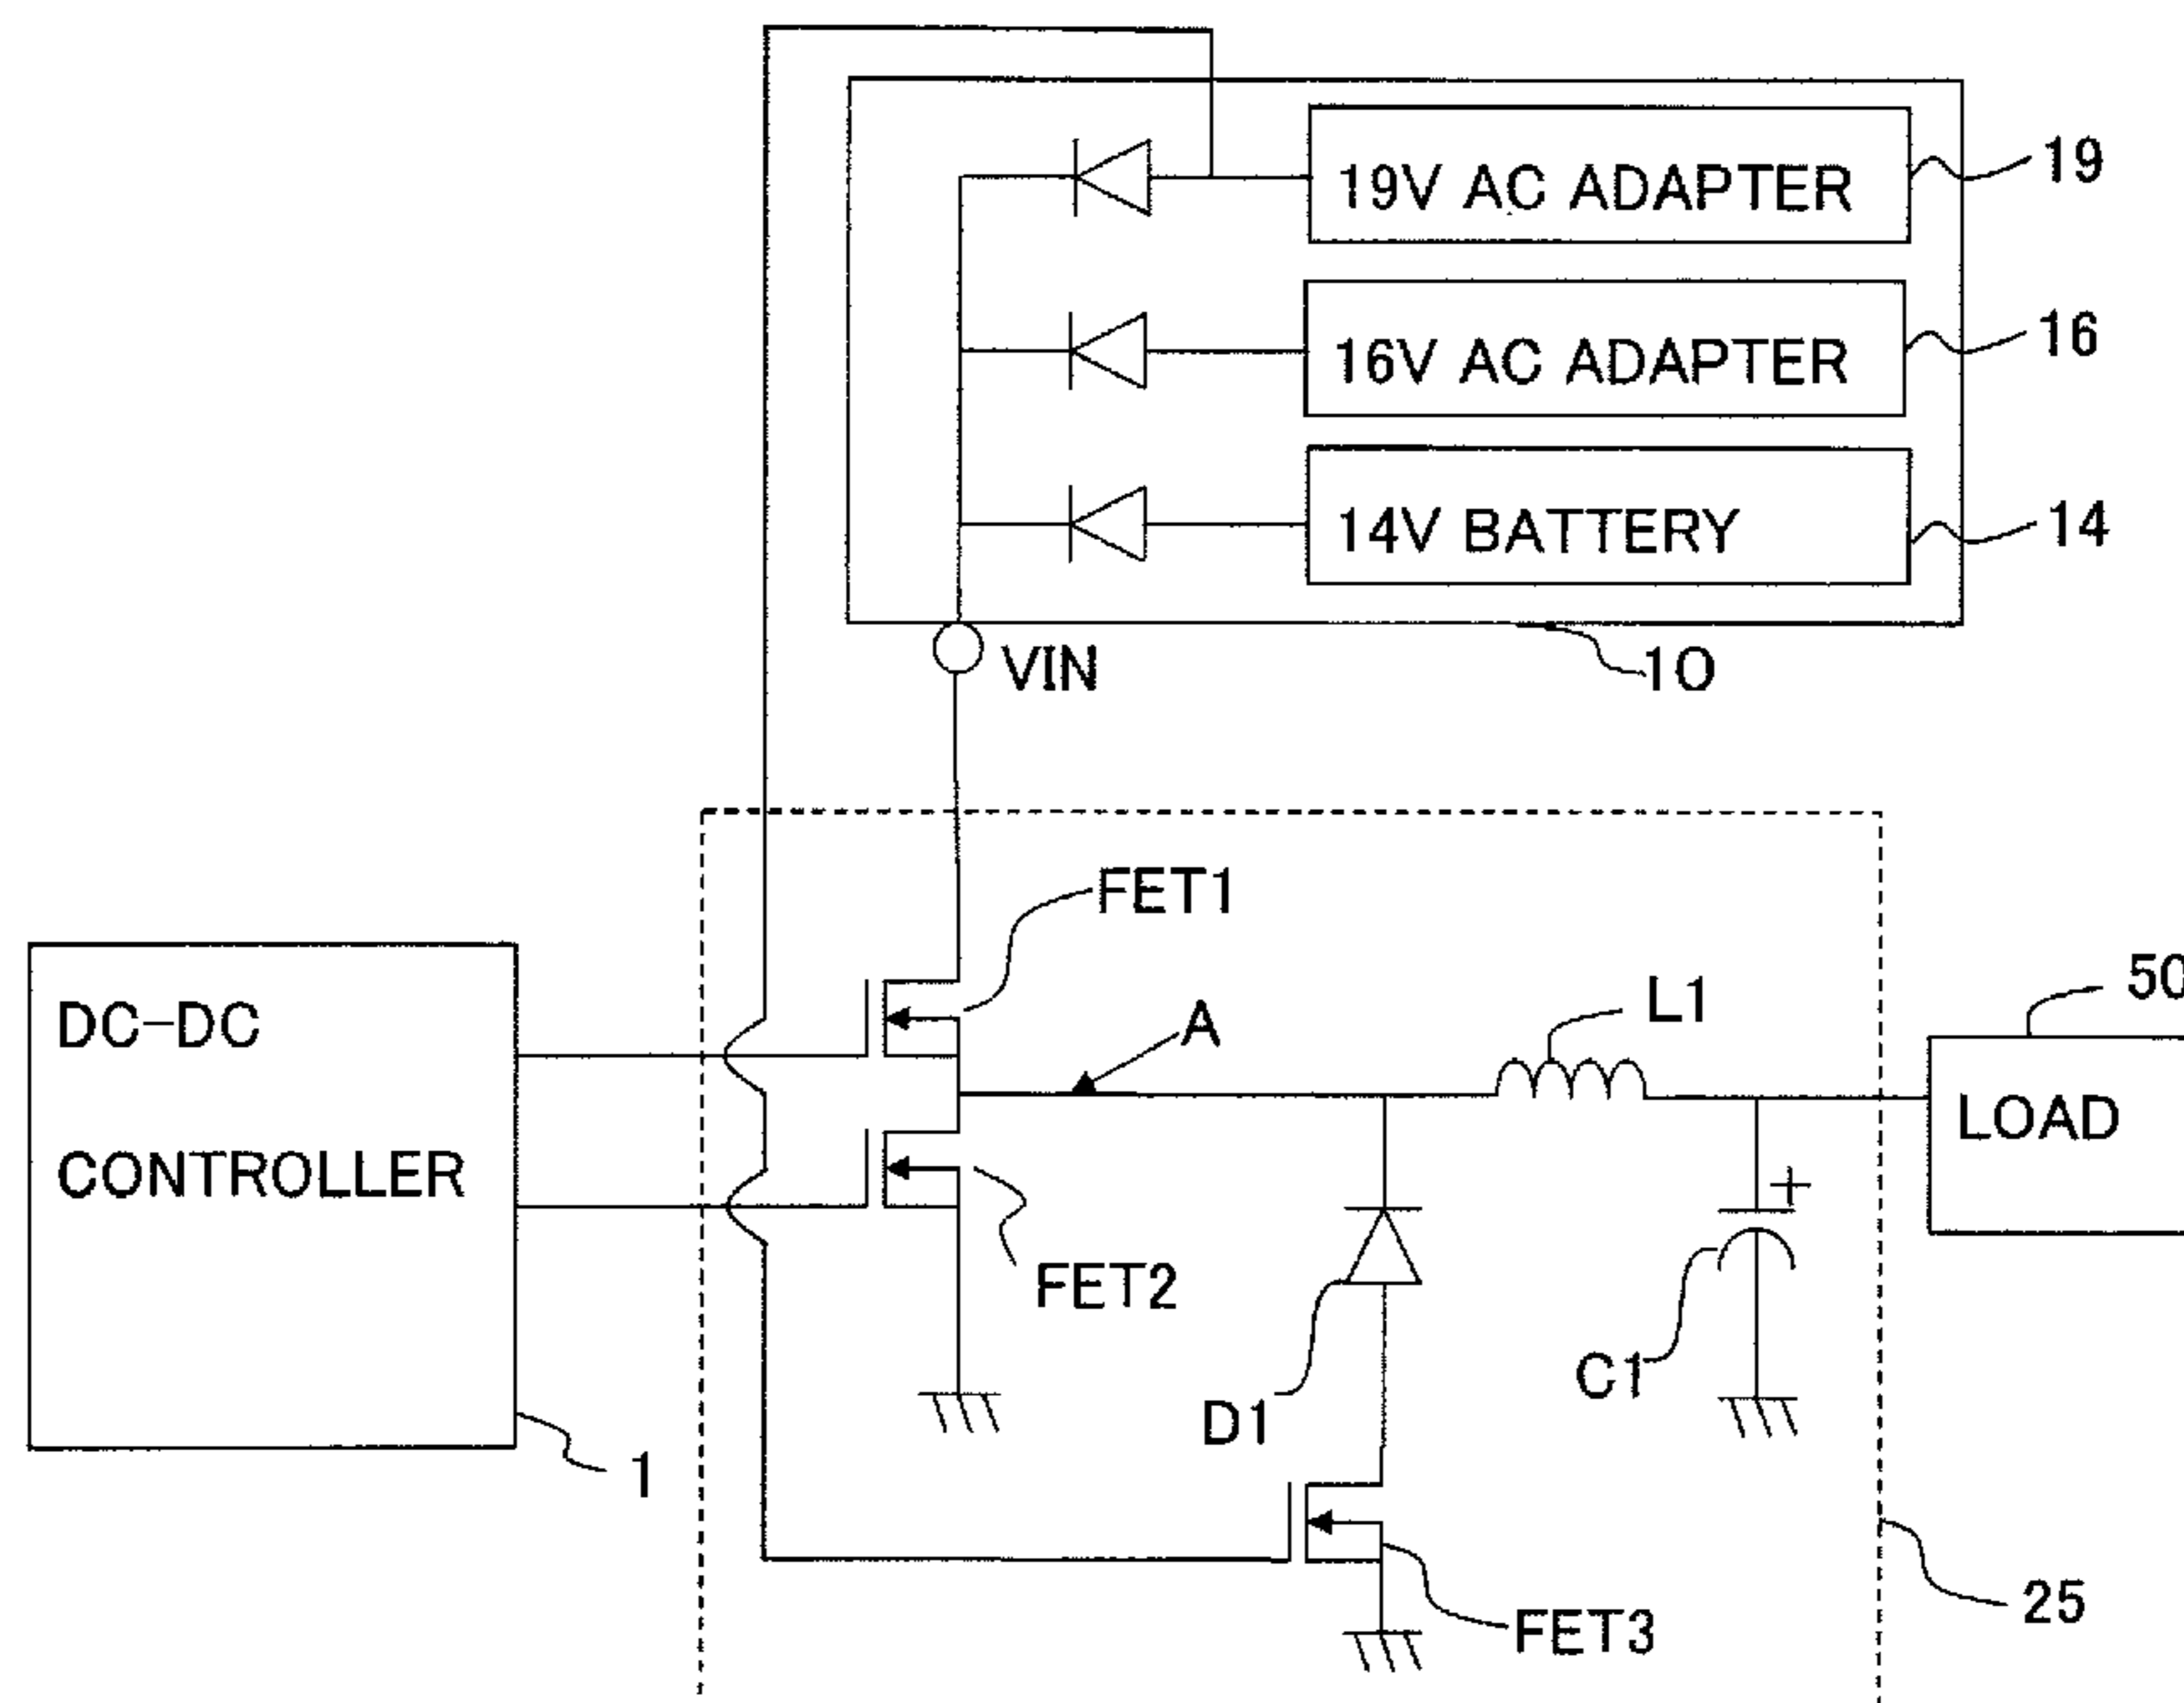 19V AC ADAPTER
19
16V AC ADAPTER
16
14V BATTERY
14
VIN
10
FET1
DC-DC
CONTROLLER
1
A
L1
50
LOAD
+
FET2
D1
C1
FET3
25